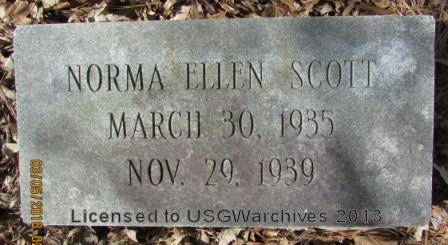 NORMA ELLEN SCOTT
MARCH 30, 1935
NOV. 29, 1939
Licensed to USGWarchives 2013